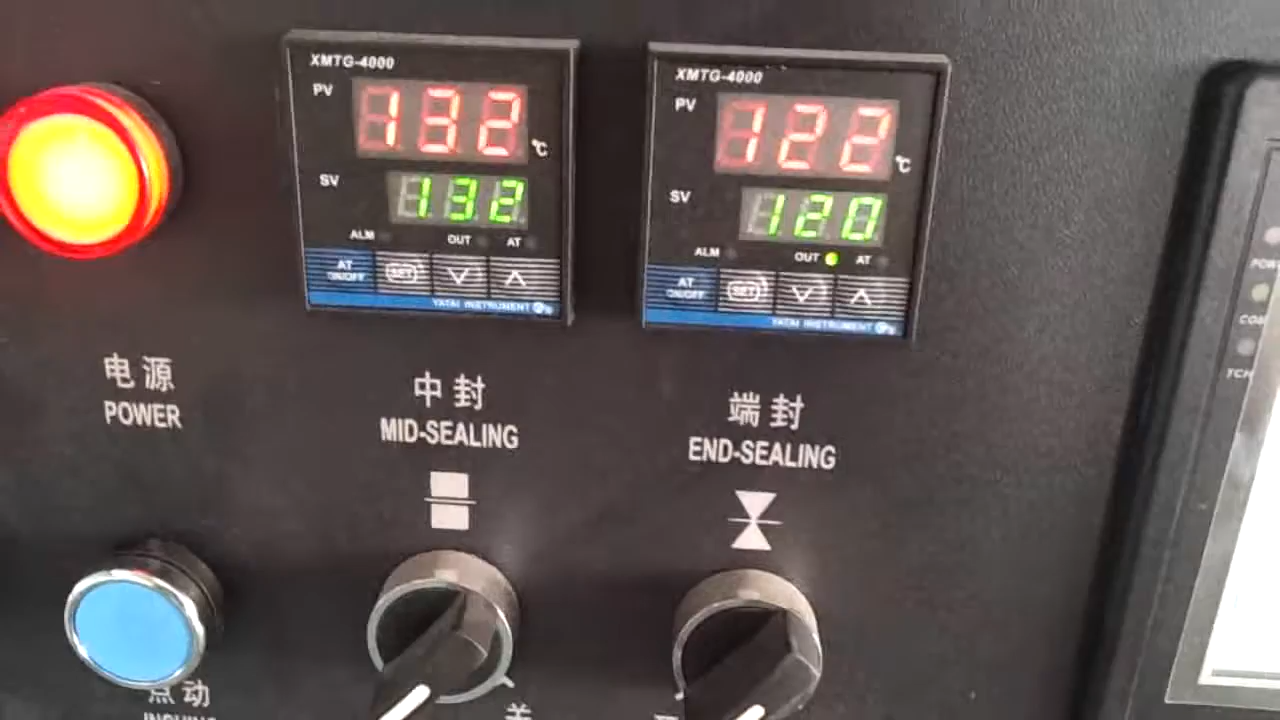 XMTG-4000
PV
132
℃
SV
132
ALM OUT AT
AT
ON/OFF
SET
YATAI INSTRUMENT
XMTG-4000
PV
122
℃
SV
120
ALM OUT AT
AT
ON/OFF
SET
YATAI INSTRUMENT
电源
POWER
中封
MID-SEALING
端封
END-SEALING
点动
关